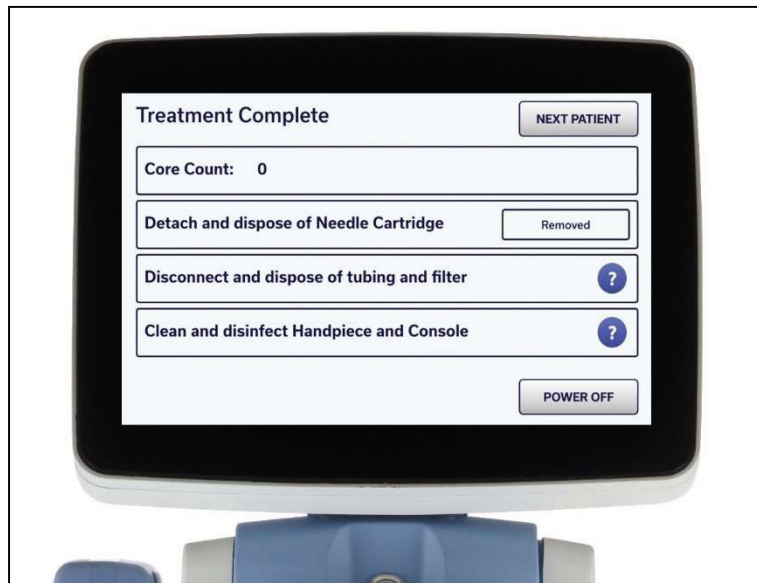 Treatment Complete
NEXT PATIENT
Core Count: 0
Detach and dispose of Needle Cartridge
Removed
Disconnect and dispose of tubing and filter
?
Clean and disinfect Handpiece and Console
?
POWER OFF